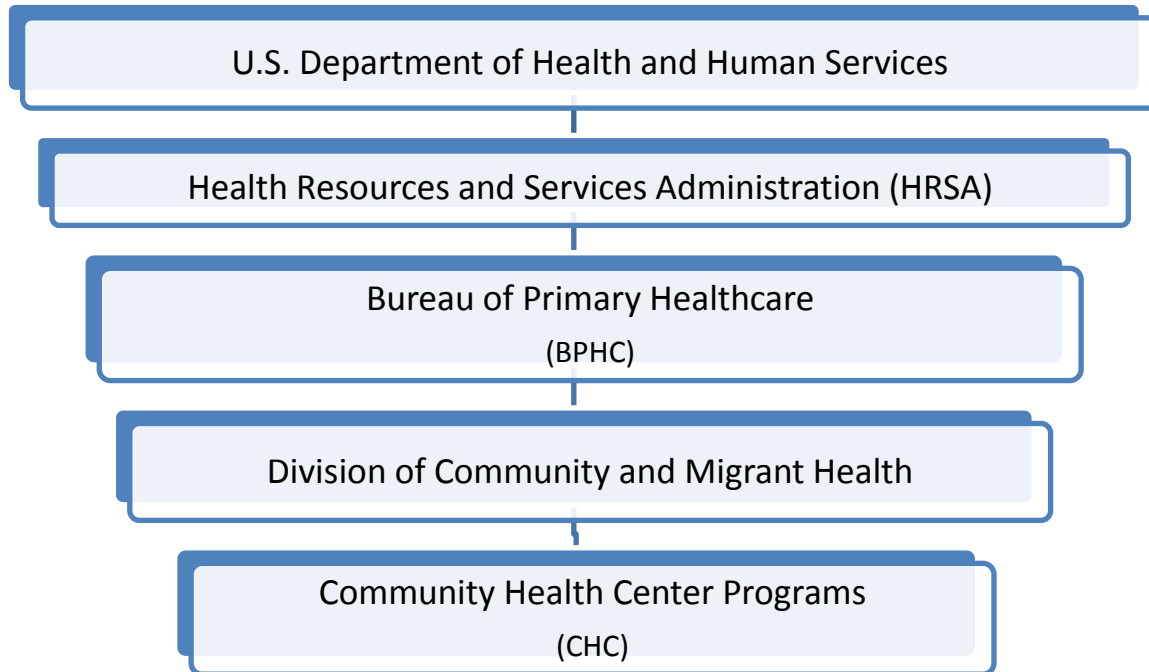 U.S. Department of Health and Human Services
Health Resources and Services Administration (HRSA)
Bureau of Primary Healthcare
(BPHC)
Division of Community and Migrant Health
Community Health Center Programs
(CHC)